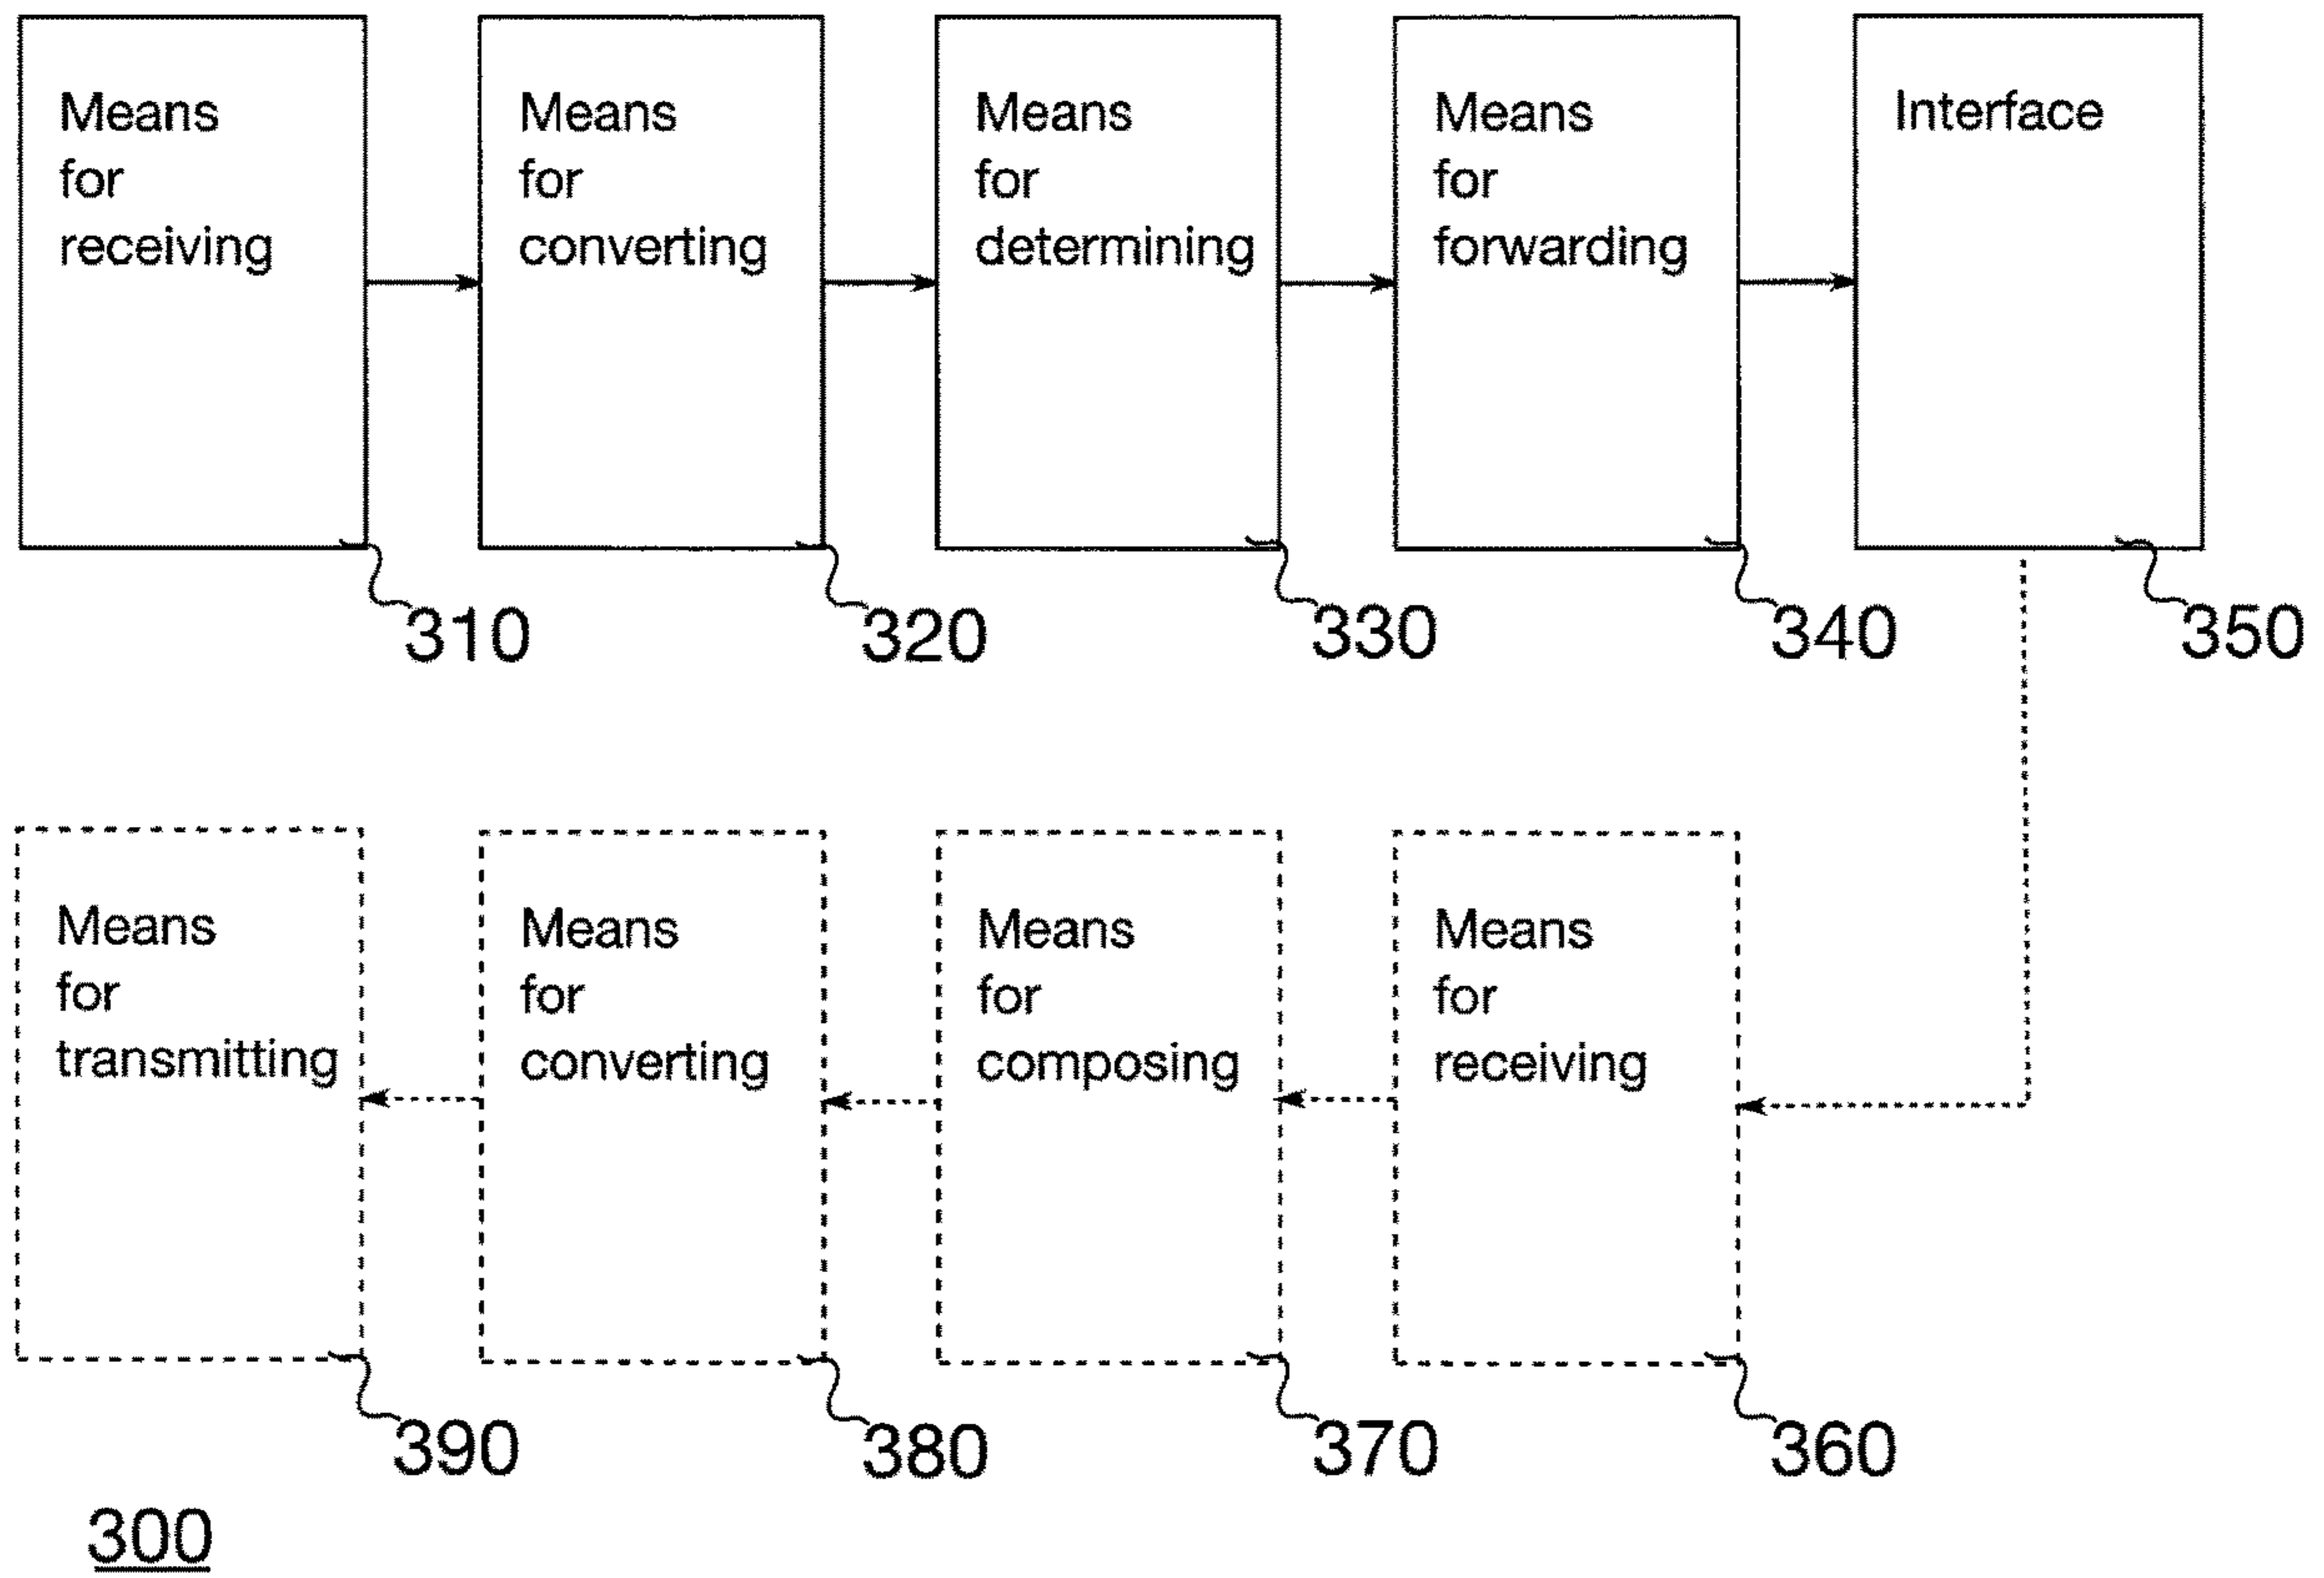 Means
for
receiving
Means
for
converting
Means
for
determining
Means
for
forwarding
Interface
310
320
330
340
350
Means
for
transmitting
Means
for
converting
Means
for
composing
Means
for
receiving
390
380
370
360
300